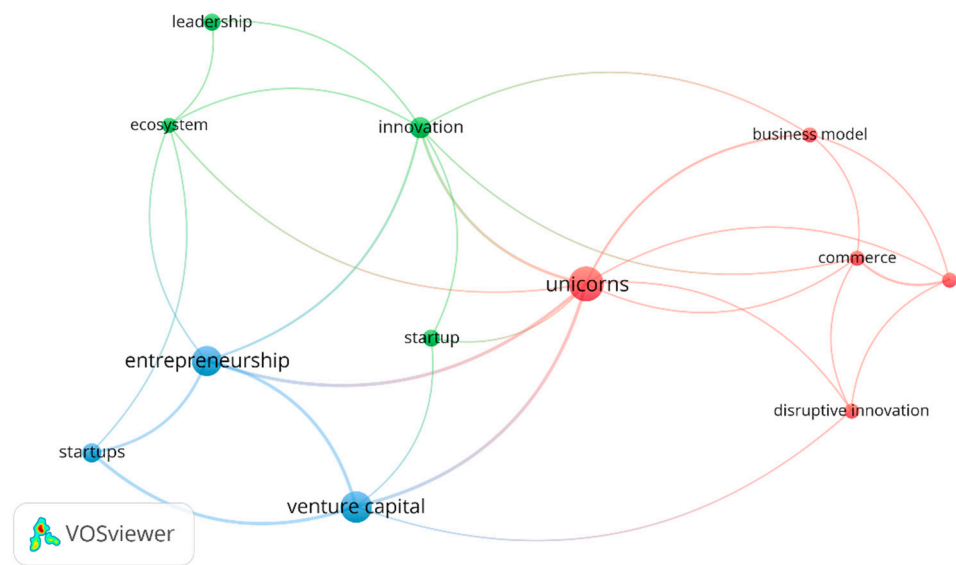 leadership
ecosystem
innovation
business model
commerce
unicorns
startup
entrepreneurship
disruptive innovation
startups
venture capital
VOSviewer